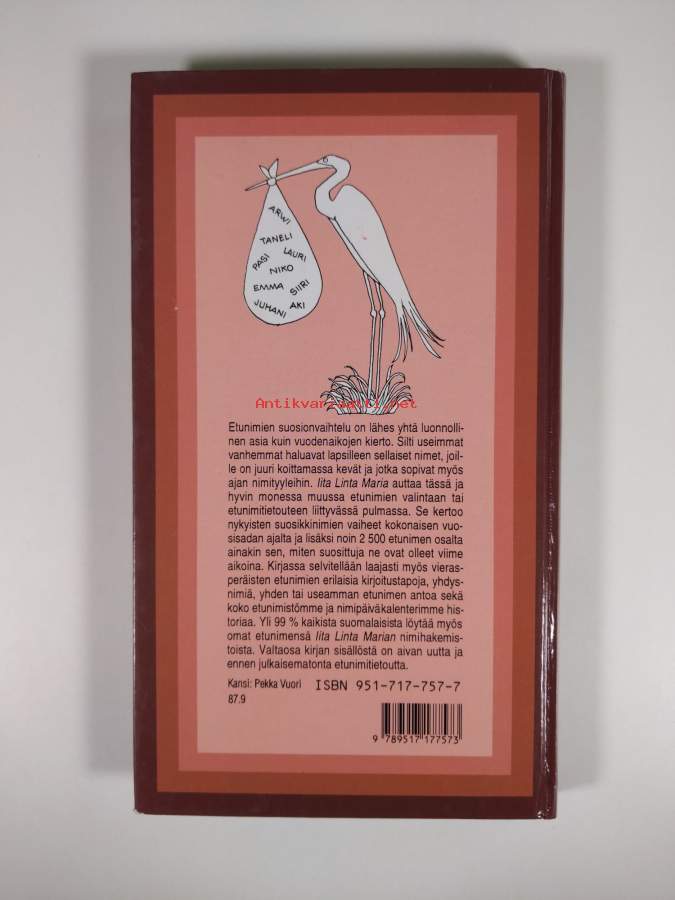 ARWI
TANELI
PASI LAURI
NIKO
EMMA SIIRI
JUHANI AKI
Antikvariaatti.net
Etunimien suosionvaihtelu on lähes yhtä luonnolli-
nen asia kuin vuodenaikojen kierto. Silti useimmat
vanhemmat haluavat lapsilleen sellaiset nimet, joil-
le on juuri koittamassa kevät ja jotka sopivat myös
ajan nimityyleihin. Iita Linta Maria auttaa tässä ja
hyvin monessa muussa etunimien valintaan tai
etunimitietouteen liittyvässä pulmassa. Se kertoo
nykyisten suosikkinimien vaiheet kokonaisen vuo-
sisadan ajalta ja lisäksi noin 2 500 etunimen osalta
ainakin sen, miten suosittuja ne ovat olleet viime
aikoina. Kirjassa selvitellään laajasti myös vieras-
peräisten etunimien erilaisia kirjoitustapoja, yhdys-
nimiä, yhden tai useamman etunimen antoa sekä
koko etunimistömme ja nimipäiväkalenterimme his-
toriaa. Yli 99 % kaikista suomalaisista löytää myös
omat etunimensä Iita Linta Marian nimihakemis-
toista. Valtaosa kirjan sisällöstä on aivan uutta ja
ennen julkaisematonta etunimitietoutta.
Kansi: Pekka Vuori ISBN 951-717-757-7
87.9
9 789517 177573